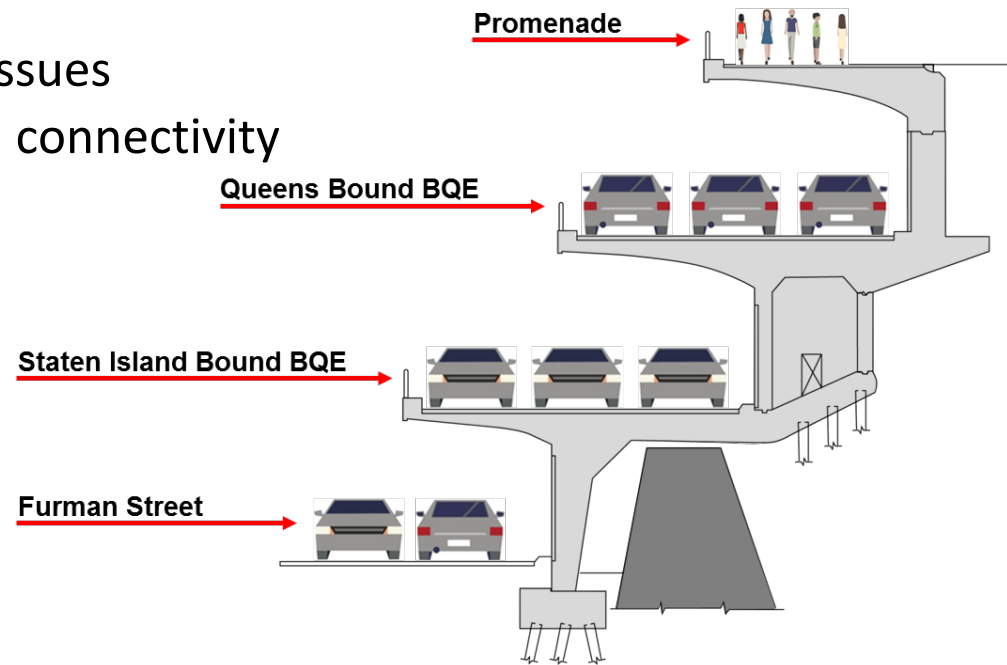 Promenade
ssues
connectivity
Queens Bound BQE
Staten Island Bound BQE
Furman Street